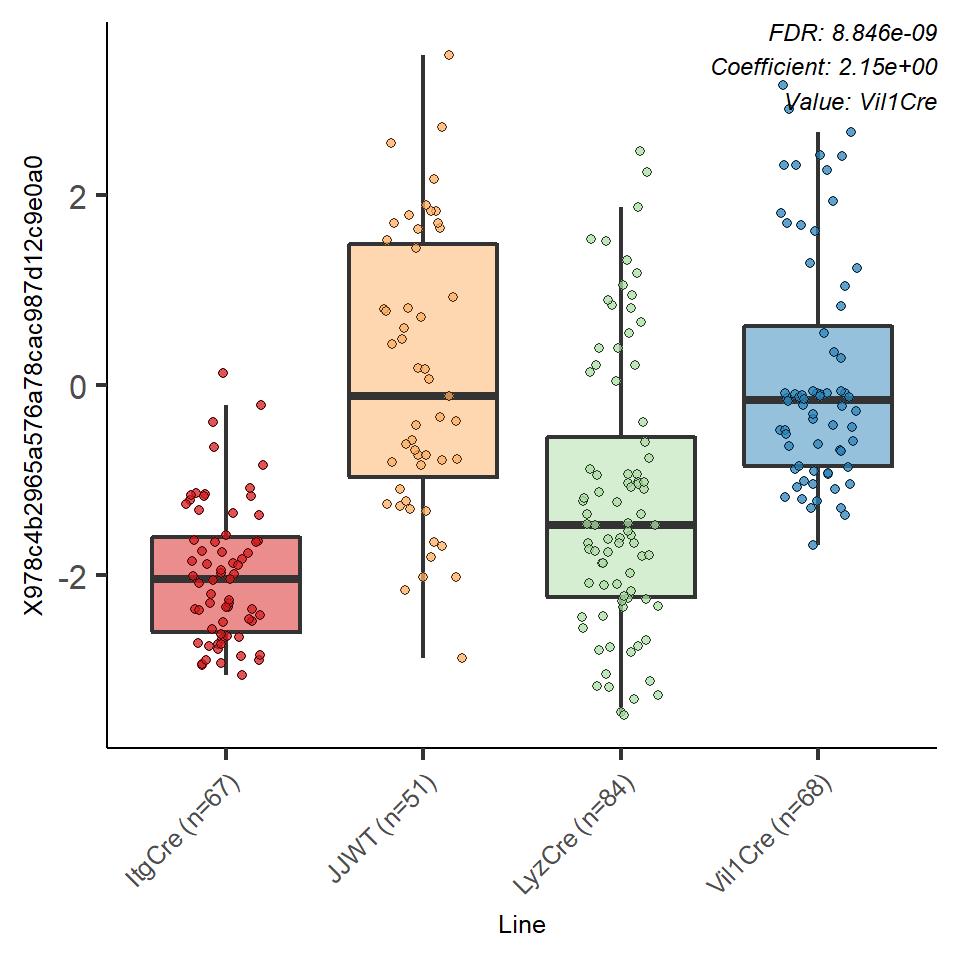 FDR: 8.846e-09
Coefficient: 2.15e+00
Value: Vil1Cre
X978c4b2965a576a78cac987d12c9e0a0
2
0
-2
ItgCre (n=67)
JJWT (n=51)
LyzCre (n=84)
Vil1Cre (n=68)
Line